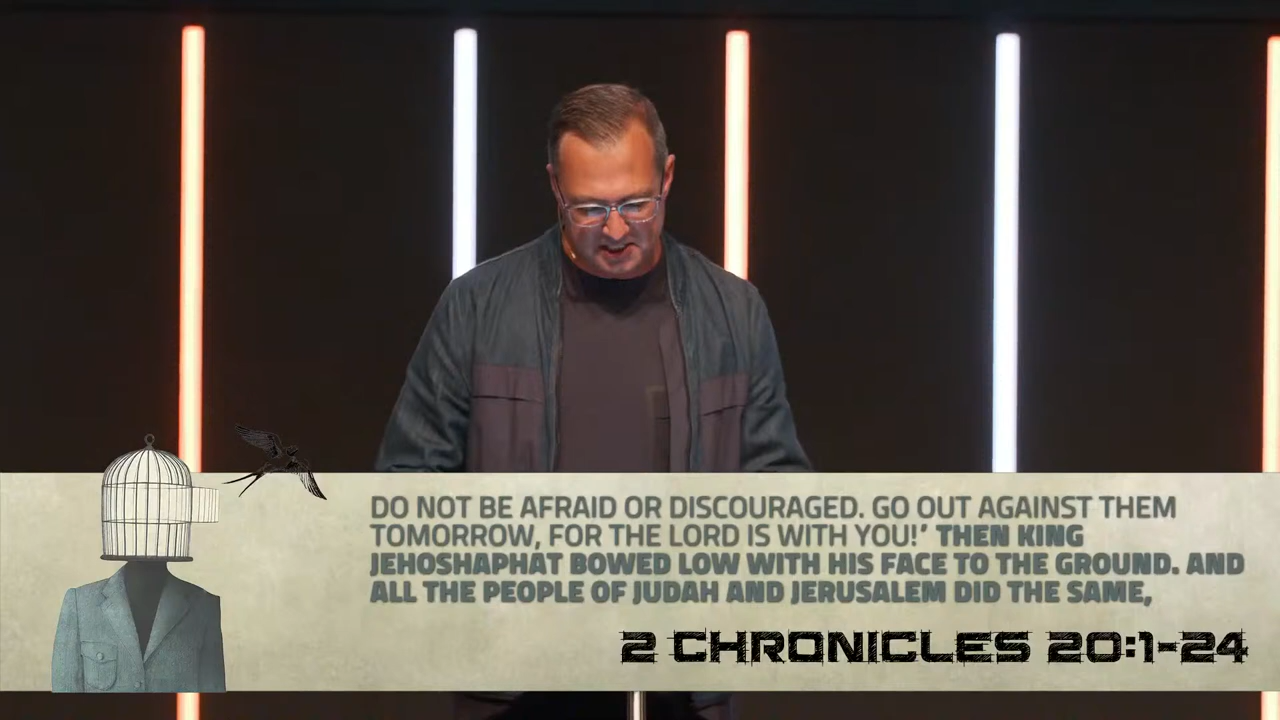 DO NOT BE AFRAID OR DISCOURAGED. GO OUT AGAINST THEM
TOMORROW, FOR THE LORD IS WITH YOU!’ THEN KING
JEHOSHAPHAT BOWED LOW WITH HIS FACE TO THE GROUND. AND
ALL THE PEOPLE OF JUDAH AND JERUSALEM DID THE SAME,
2 CHRONICLES 20:1-24